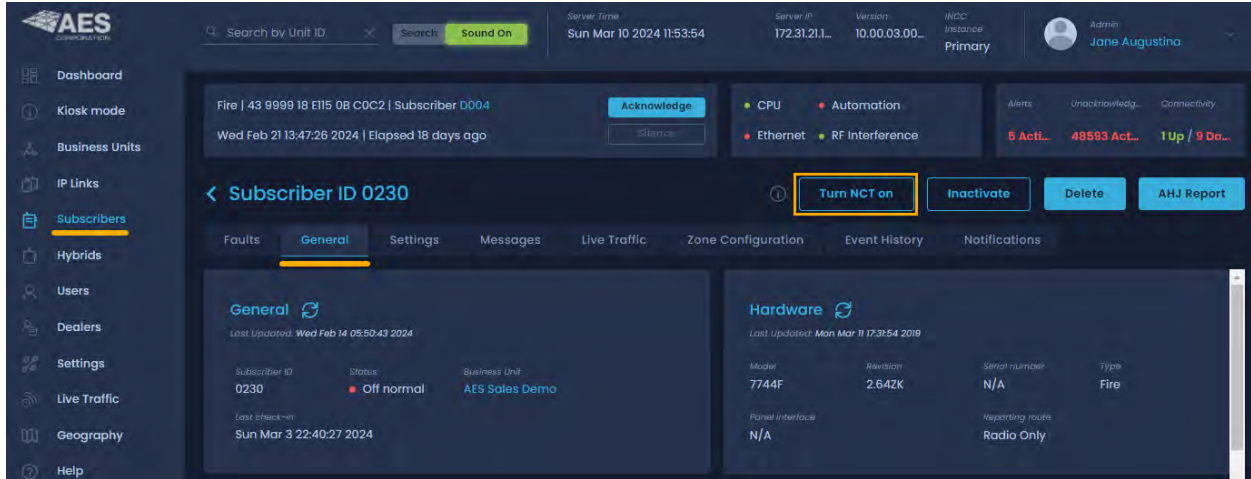 AES
CORPORATION
Search by Unit ID
Search
Sound On
Server Time
Sun Mar 10 2024 11:53:54
Server IP
172.31.21.1...
Version
10.00.03.00...
INCC
Instance
Primary
Admin
Jane Augustina
Dashboard
Kiosk mode
Business Units
IP Links
Subscribers
Hybrids
Users
Dealers
Settings
Live Traffic
Geography
Help
Fire | 43 9999 18 E115 0B C0C2 | Subscriber D004
Acknowledge
Wed Feb 21 13:47:26 2024 | Elapsed 18 days ago
Silence
CPU
Automation
Ethernet
RF Interference
Alerts
Unacknowledg...
Connectivity
5 Acti...
48593 Act...
1 Up / 9 Do...
Subscriber ID 0230
Turn NCT on
Inactivate
Delete
AHJ Report
Faults
General
Settings
Messages
Live Traffic
Zone Configuration
Event History
Notifications
General
Last Updated: Wed Feb 14 05:50:43 2024
Subscriber ID
Status
Business Unit
0230
Off normal
AES Sales Demo
Last check-in
Sun Mar 3 22:40:27 2024
Hardware
Last Updated: Mon Mar 11 17:31:54 2019
Model
Revision
Serial number
Type
7744F
2.64ZK
N/A
Fire
Panel interface
Reporting route
N/A
Radio Only